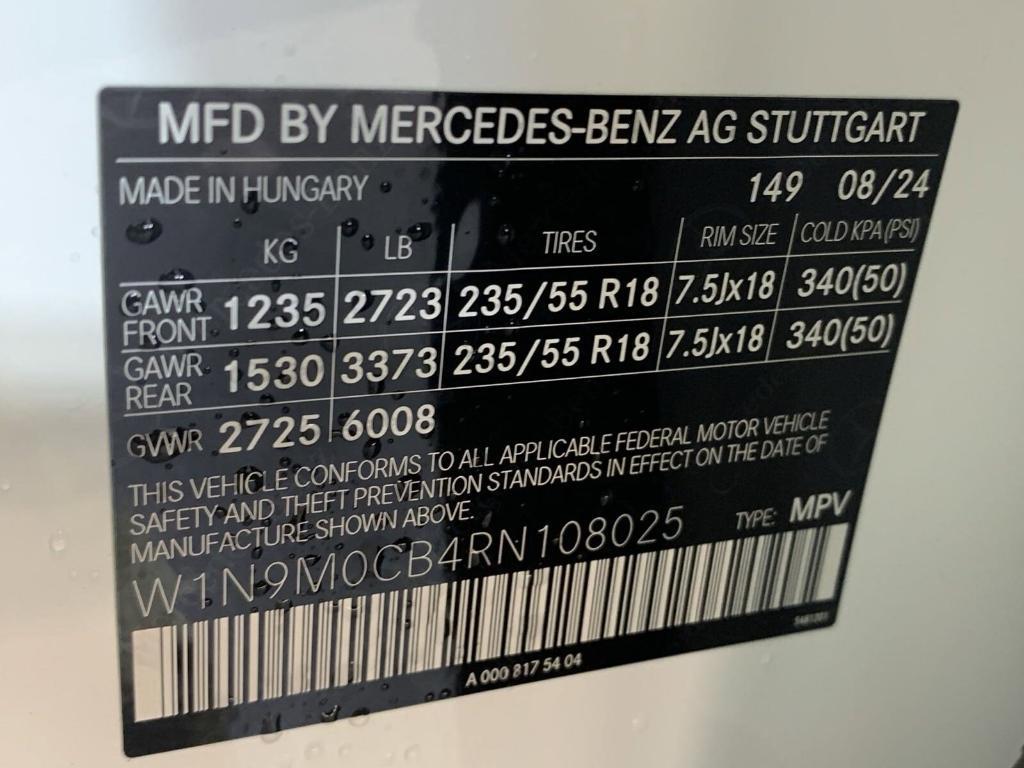 MFD BY MERCEDES-BENZ AG STUTTGART
MADE IN HUNGARY 149 08/24
KG LB TIRES RIM SIZE COLD KPA(PSI)
GAWR FRONT 1235 2723 235/55 R18 7.5Jx18 340(50)
GAWR REAR 1530 3373 235/55 R18 7.5Jx18 340(50)
GVWR 2725 6008
THIS VEHICLE CONFORMS TO ALL APPLICABLE FEDERAL MOTOR VEHICLE
SAFETY AND THEFT PREVENTION STANDARDS IN EFFECT ON THE DATE OF
MANUFACTURE SHOWN ABOVE.
W1N9M0CB4RN108025 TYPE: MPV
A 000 817 54 04